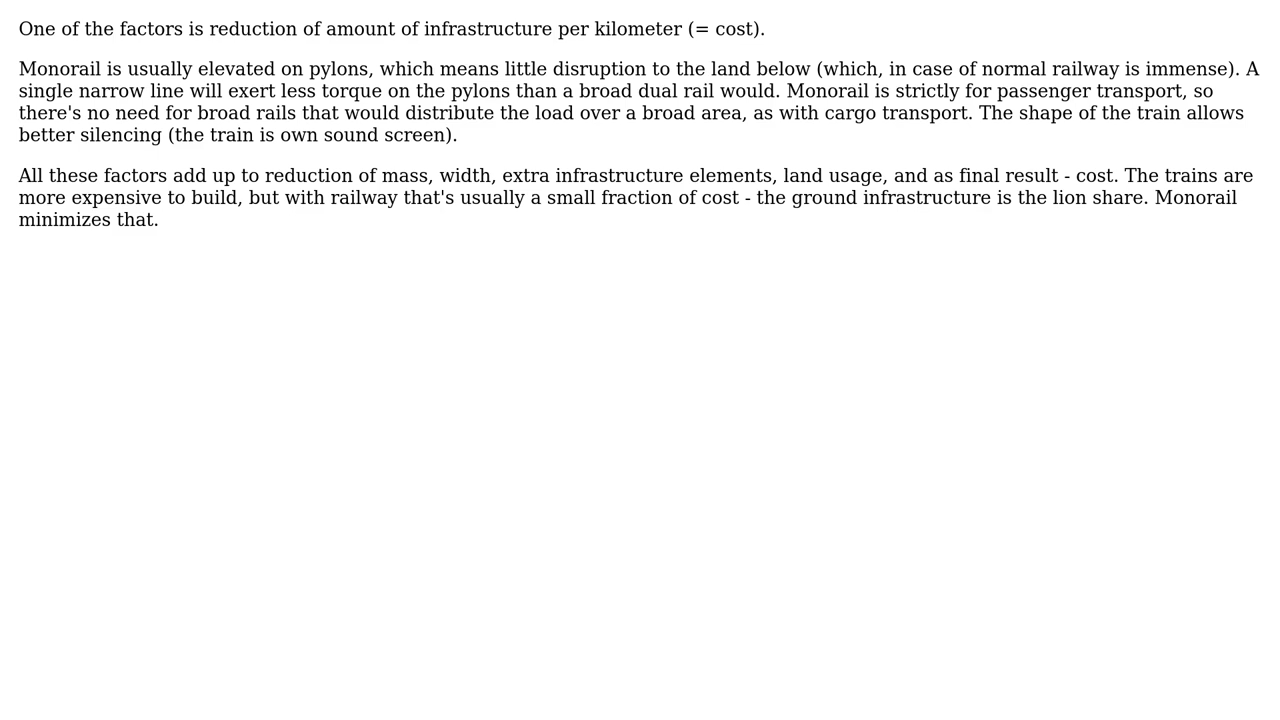 One of the factors is reduction of amount of infrastructure per kilometer (= cost).
Monorail is usually elevated on pylons, which means little disruption to the land below (which, in case of normal railway is immense). A
single narrow line will exert less torque on the pylons than a broad dual rail would. Monorail is strictly for passenger transport, so
there's no need for broad rails that would distribute the load over a broad area, as with cargo transport. The shape of the train allows
better silencing (the train is own sound screen).
All these factors add up to reduction of mass, width, extra infrastructure elements, land usage, and as final result - cost. The trains are
more expensive to build, but with railway that's usually a small fraction of cost - the ground infrastructure is the lion share. Monorail
minimizes that.